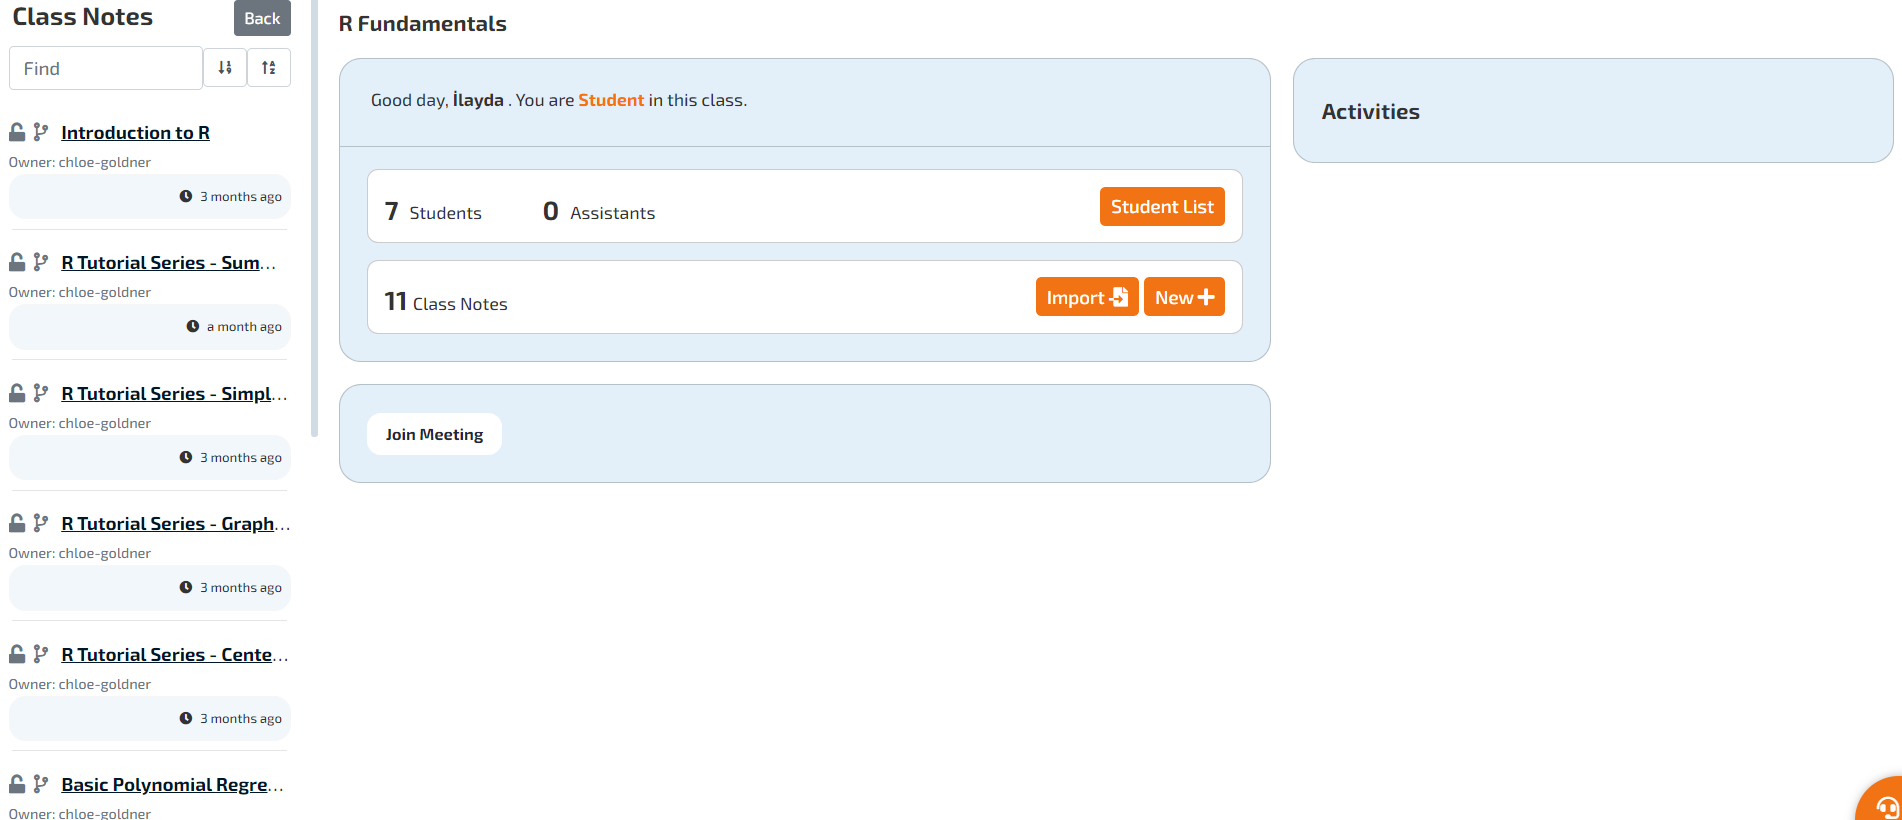 Class Notes
Back
Find
Introduction to R
Owner: chloe-goldner
3 months ago
R Tutorial Series - Sum...
Owner: chloe-goldner
a month ago
R Tutorial Series - Simpl...
Owner: chloe-goldner
3 months ago
R Tutorial Series - Graph...
Owner: chloe-goldner
3 months ago
R Tutorial Series - Cente...
Owner: chloe-goldner
3 months ago
Basic Polynomial Regre...
Owner: chloe-goldner
R Fundamentals
Good day, İlayda . You are Student in this class.
7 Students 0 Assistants
Student List
11 Class Notes
Import New
Join Meeting
Activities